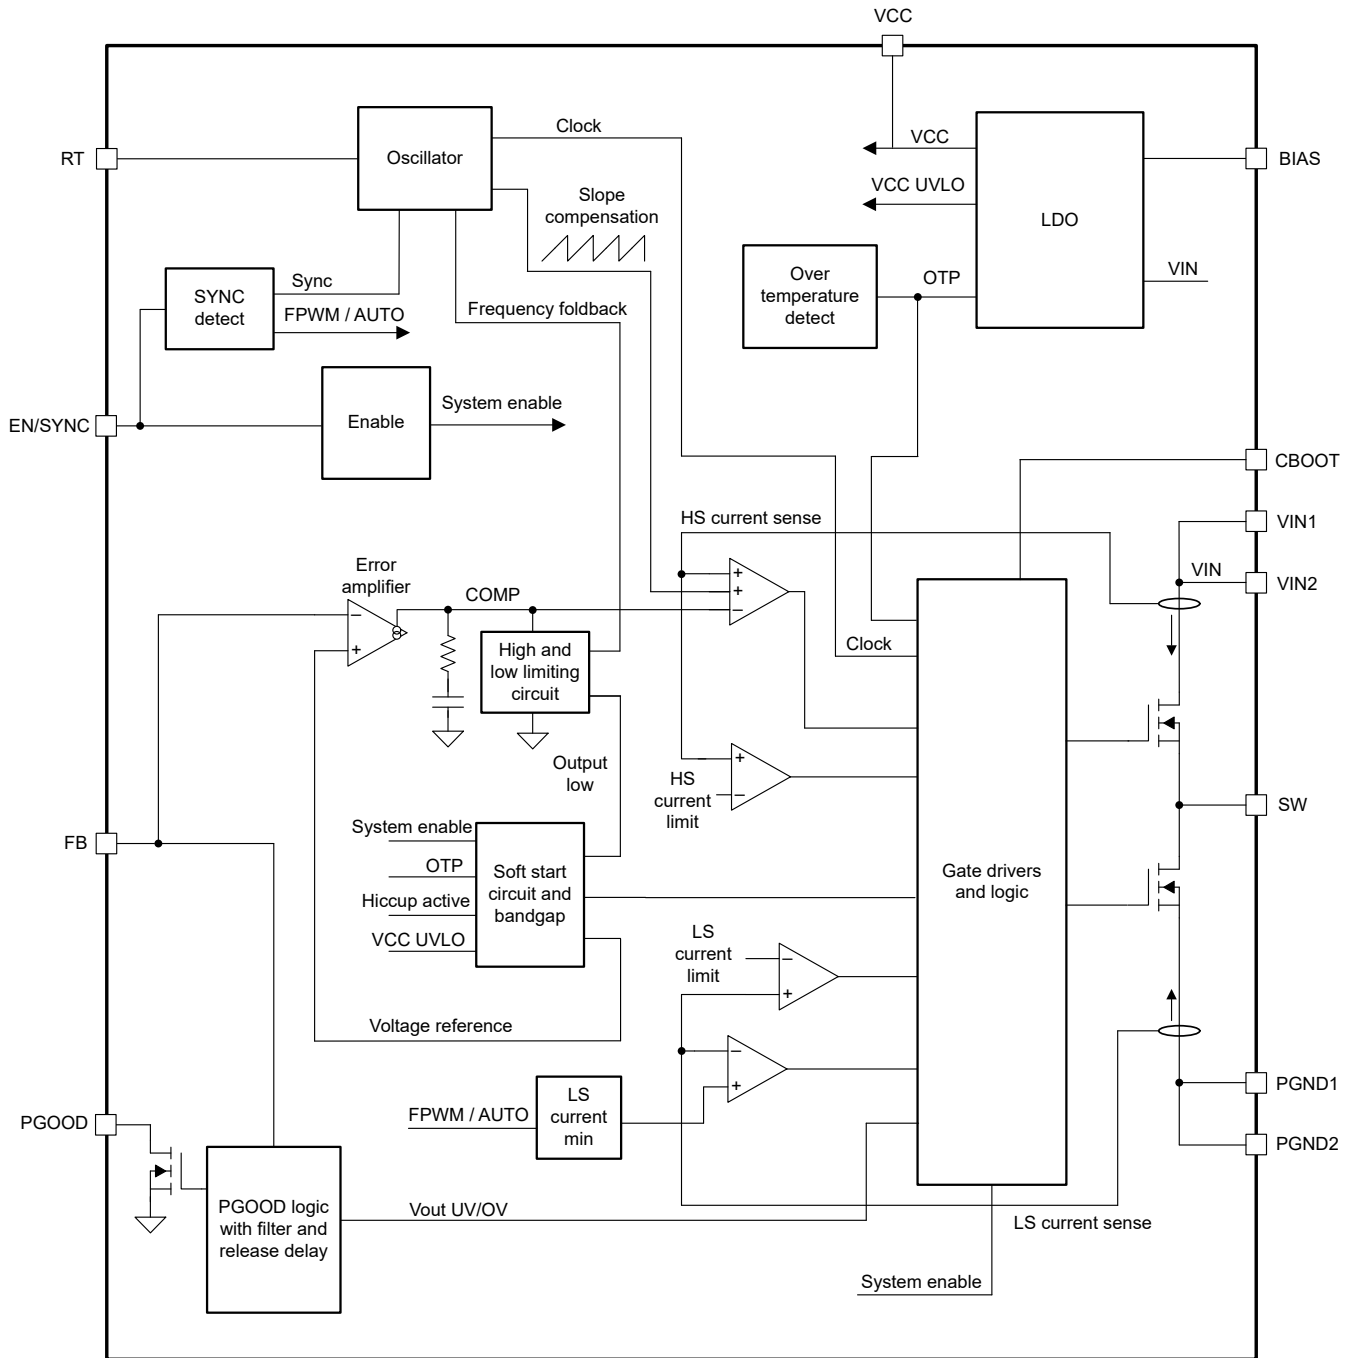 VCC
RT
Oscillator
Clock
VCC
BIAS
VCC UVLO
LDO
Slope
compensation
Over
temperature
detect
OTP
VIN
SYNC
detect
Sync
FPWM / AUTO
Frequency foldback
EN/SYNC
Enable
System enable
CBOOT
HS current sense
VIN1
VIN
VIN2
Error
amplifier
−
+
COMP
+
+
−
High and
low limiting
circuit
Clock
Output
low
HS
current
limit
+
−
SW
FB
System enable
OTP
Hiccup active
VCC UVLO
Soft start
circuit and
bandgap
Gate drivers
and logic
LS
current
limit
−
+
Voltage reference
−
+
FPWM / AUTO
LS
current
min
PGND1
PGOOD
PGND2
PGOOD logic
with filter and
release delay
Vout UV/OV
LS current sense
System enable